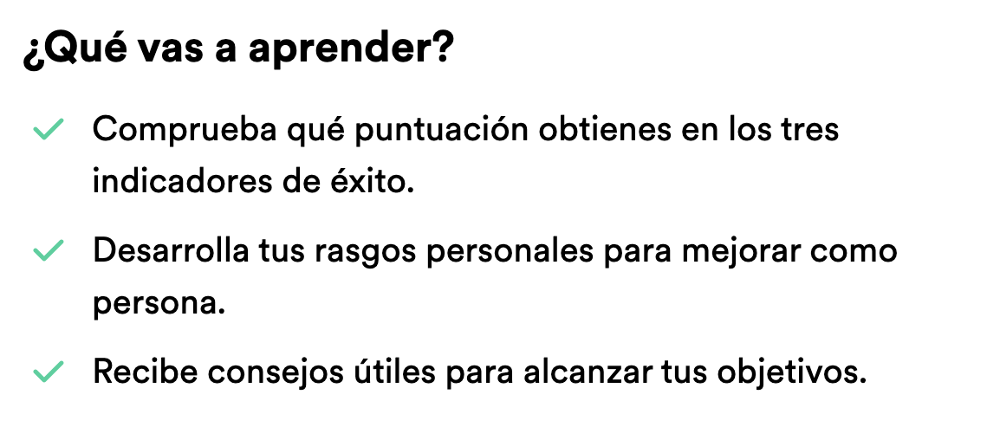 ¿Qué vas a aprender?
Comprueba qué puntuación obtienes en los tres
indicadores de éxito.
Desarrolla tus rasgos personales para mejorar como
persona.
Recibe consejos útiles para alcanzar tus objetivos.